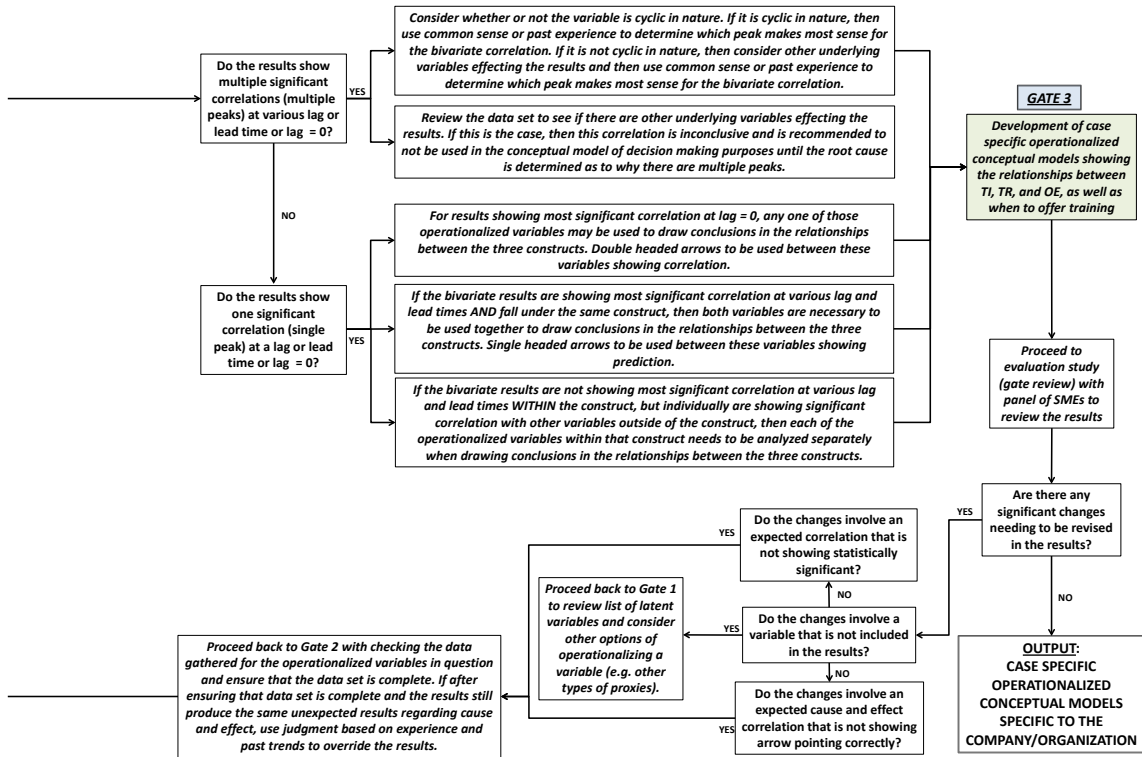 Consider whether or not the variable is cyclic in nature. If it is cyclic in nature, then
use common sense or past experience to determine which peak makes most sense for
the bivariate correlation. If it is not cyclic in nature, then consider other underlying
variables effecting the results and then use common sense or past experience to
determine which peak makes most sense for the bivariate correlation.
Do the results show
multiple significant
correlations (multiple
peaks) at various lag or
lead time or lag = 0?
YES
Review the data set to see if there are other underlying variables effecting the
results. If this is the case, then this correlation is inconclusive and is recommended to
not be used in the conceptual model of decision making purposes until the root cause
is determined as to why there are multiple peaks.
GATE 3
Development of case
specific operationalized
conceptual models showing
the relationships between
TI, TR, and OE, as well as
when to offer training
NO
For results showing most significant correlation at lag = 0, any one of those
operationalized variables may be used to draw conclusions in the relationships
between the three constructs. Double headed arrows to be used between these
variables showing correlation.
Do the results show
one significant
correlation (single
peak) at a lag or lead
time or lag = 0?
YES
If the bivariate results are showing most significant correlation at various lag and
lead times AND fall under the same construct, then both variables are necessary to
be used together to draw conclusions in the relationships between the three
constructs. Single headed arrows to be used between these variables showing
prediction.
If the bivariate results are not showing most significant correlation at various lag
and lead times WITHIN the construct, but individually are showing significant
correlation with other variables outside of the construct, then each of the
operationalized variables within that construct needs to be analyzed separately
when drawing conclusions in the relationships between the three constructs.
Proceed to
evaluation study
(gate review) with
panel of SMEs to
review the results
Are there any
significant changes
needing to be revised
in the results?
YES
NO
Do the changes involve an
expected correlation that is
not showing statistically
significant?
YES
NO
Do the changes involve a
variable that is not included
in the results?
YES
NO
Proceed back to Gate 1
to review list of latent
variables and consider
other options of
operationalizing a
variable (e.g. other
types of proxies).
Do the changes involve an
expected cause and effect
correlation that is not showing
arrow pointing correctly?
YES
Proceed back to Gate 2 with checking the data
gathered for the operationalized variables in question
and ensure that the data set is complete. If after
ensuring that data set is complete and the results still
produce the same unexpected results regarding cause
and effect, use judgment based on experience and
past trends to override the results.
OUTPUT:
CASE SPECIFIC
OPERATIONALIZED
CONCEPTUAL MODELS
SPECIFIC TO THE
COMPANY/ORGANIZATION